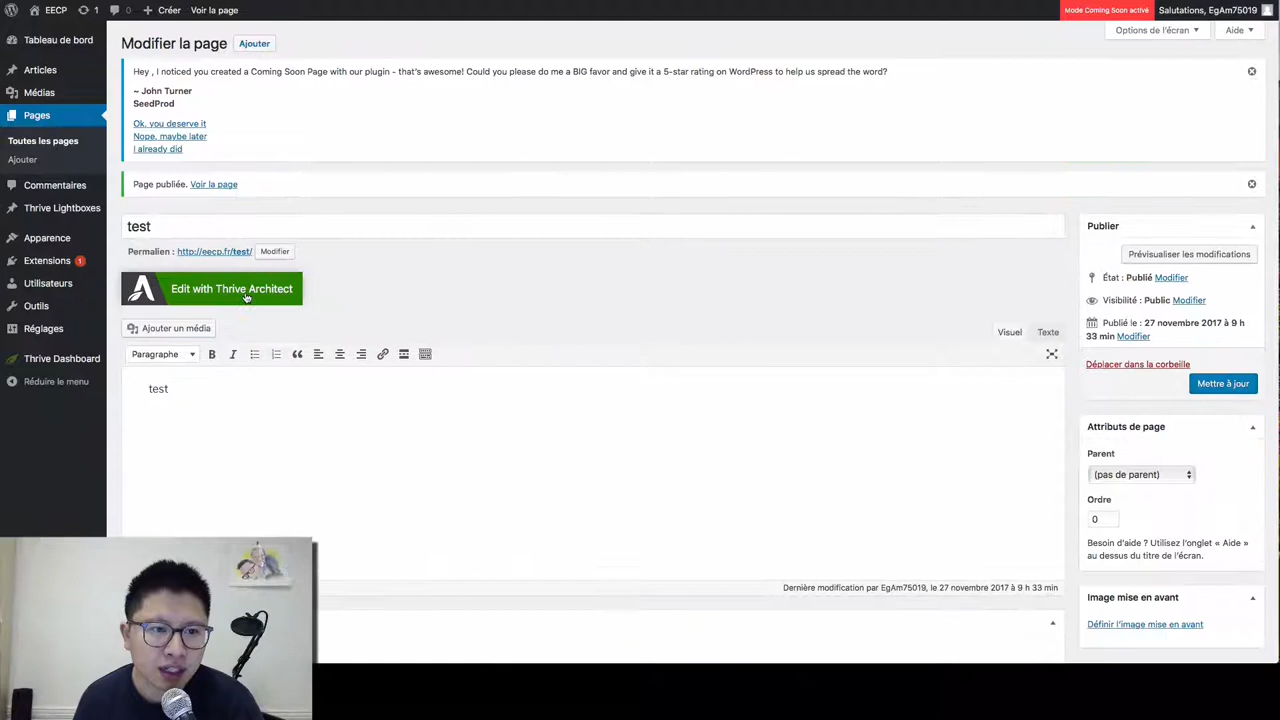 EECP 1 0 Créer Voir la page Mode Coming Soon activé Salutations, EgAm75019
Tableau de bord
Articles
Médias
Pages
Toutes les pages
Ajouter
Commentaires
Thrive Lightboxes
Apparence
Extensions 1
Utilisateurs
Outils
Réglages
Thrive Dashboard
Réduire le menu
Options de l'écran Aide
Modifier la page Ajouter
Hey , I noticed you created a Coming Soon Page with our plugin - that's awesome! Could you please do me a BIG favor and give it a 5-star rating on WordPress to help us spread the word?
~ John Turner
SeedProd
Ok, you deserve it
Nope, maybe later
I already did
Page publiée. Voir la page
test
Permalien : http://eecp.fr/test/ Modifier
Edit with Thrive Architect
Ajouter un média Visuel Texte
Paragraphe B I
test
Dernière modification par EgAm75019, le 27 novembre 2017 à 9 h 33 min
Publier
Prévisualiser les modifications
État : Publié Modifier
Visibilité : Public Modifier
Publié le : 27 novembre 2017 à 9 h
33 min Modifier
Déplacer dans la corbeille
Mettre à jour
Attributs de page
Parent
(pas de parent)
Ordre
0
Besoin d'aide ? Utilisez l'onglet « Aide »
au dessus du titre de l'écran.
Image mise en avant
Définir l'image mise en avant